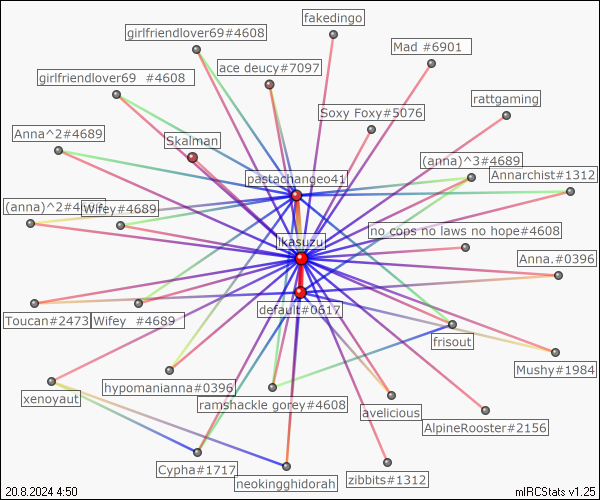 fakedingo
girlfriendlover69#4608
Mad #6901
ace deucy#7097
girlfriendlover69  #4608
rattgaming
Soxy Foxy#5076
Anna^2#4689
Skalman
(anna)^3#4689
pastachangeo41
Annarchist#1312
(anna)^2#4689
Wifey#4689
no cops no laws no hope#4608
ikasuzu
Anna.#0396
default#0617
Toucan#2473
Wifey  #4689
frisout
Mushy#1984
hypomanianna#0396
xenoyaut
ramshackle gorey#4608
avelicious
AlpineRooster#2156
Cypha#1717
neokingghidorah
zibbits#1312
20.8.2024 4:50
mIRCStats v1.25